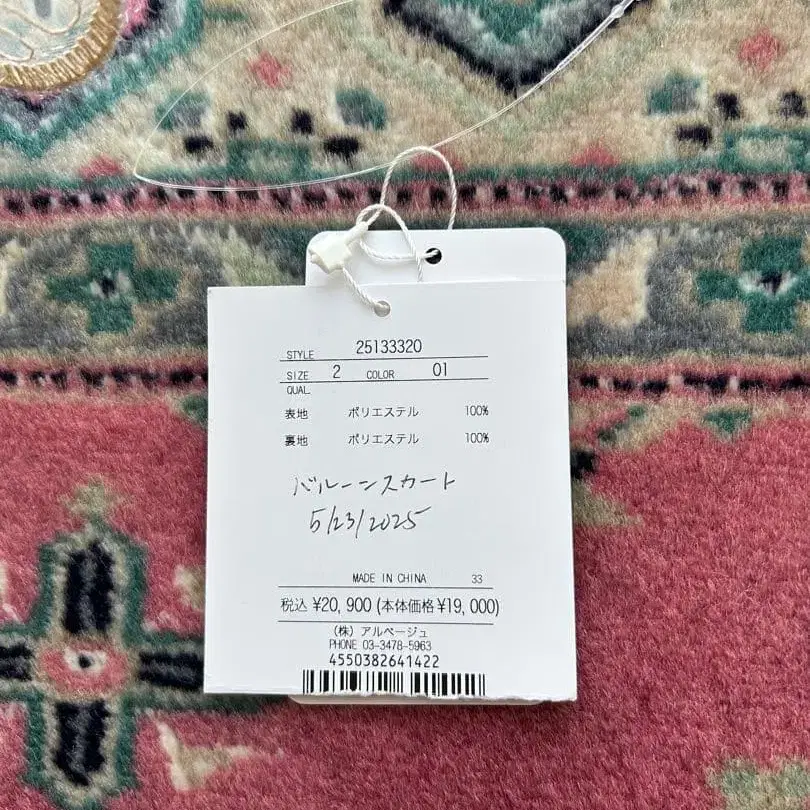 STYLE 25133320
SIZE 2 COLOR 01
QUAL.
表地 ポリエステル 100%
裏地 ポリエステル 100%
バルーンスカート
5/23/2025
MADE IN CHINA 33
税込 ¥20,900 (本体価格¥19,000)
(株) アルページュ
PHONE 03-3478-5963
4550382641422